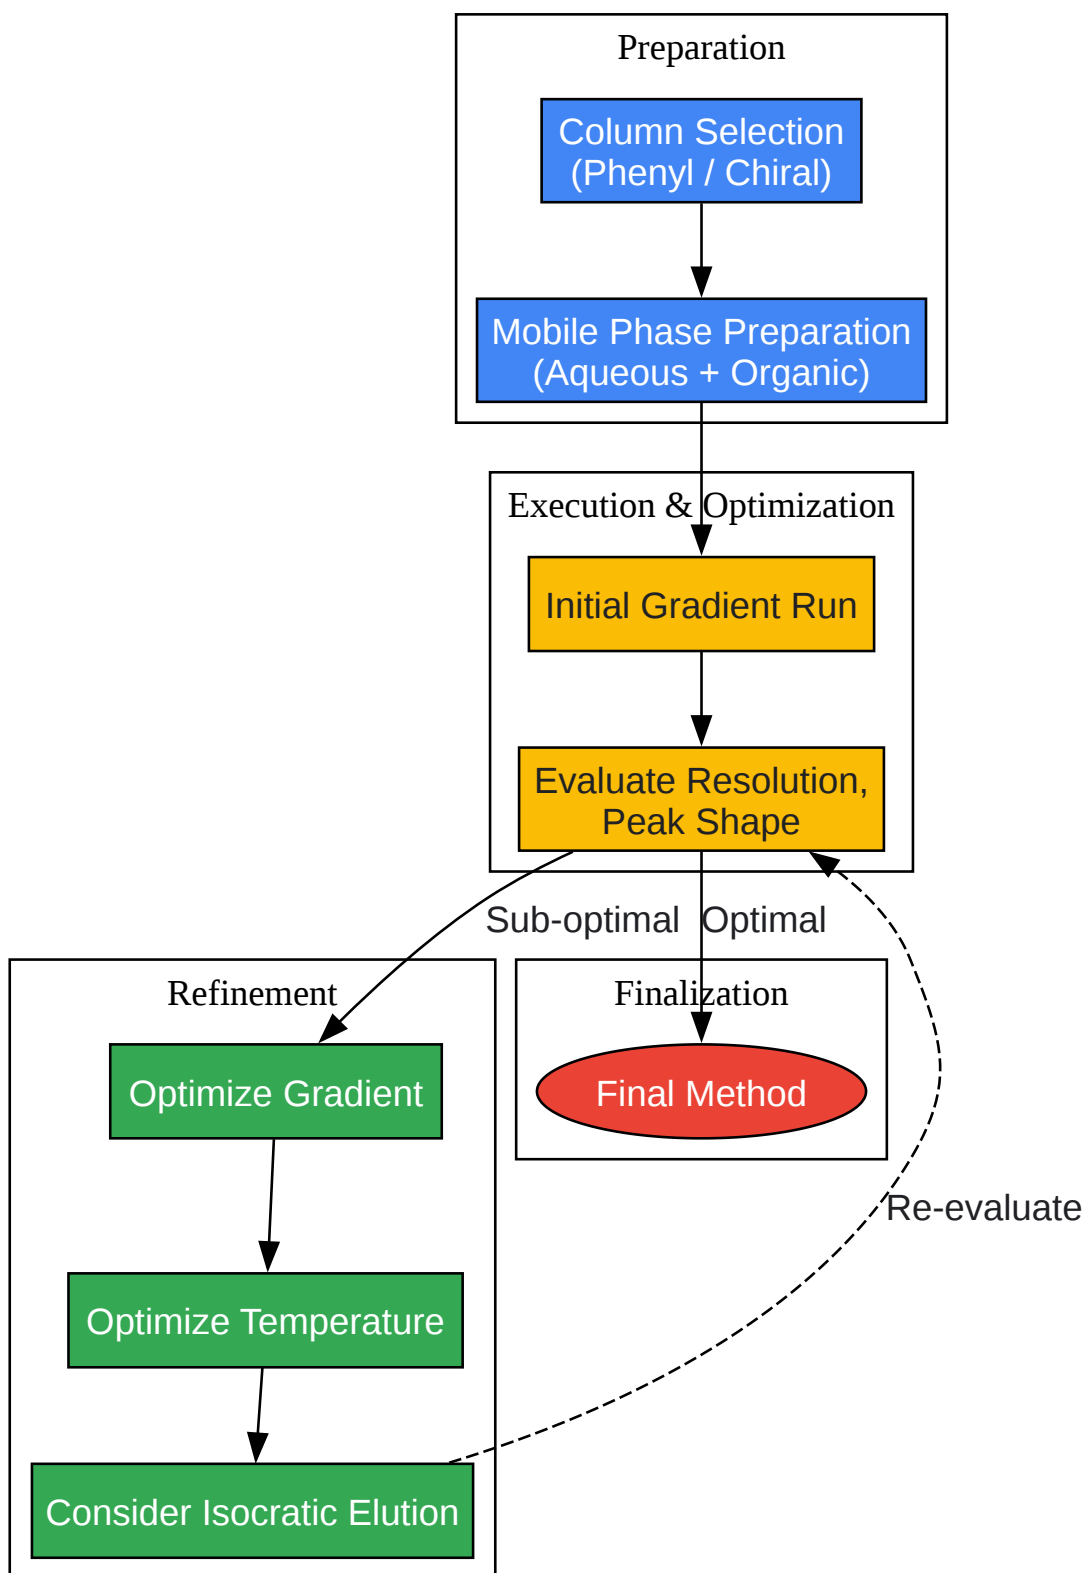 Preparation
Column Selection
(Phenyl / Chiral)
Mobile Phase Preparation
(Aqueous + Organic)
Execution & Optimization
Initial Gradient Run
Evaluate Resolution,
Peak Shape
Sub-optimal
Optimal
Refinement
Finalization
Optimize Gradient
Final Method
Re-evaluate
Optimize Temperature
Consider Isocratic Elution